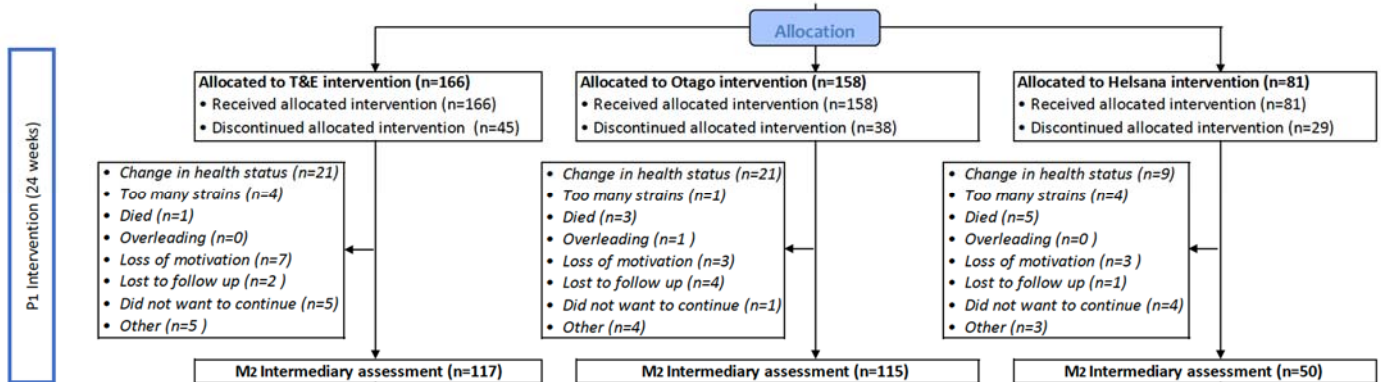 Allocation
P1 Intervention (24 weeks)
Allocated to T&E intervention (n=166)
• Received allocated intervention (n=166)
• Discontinued allocated intervention (n=45)
Allocated to Otago intervention (n=158)
• Received allocated intervention (n=158)
• Discontinued allocated intervention (n=38)
Allocated to Helsana intervention (n=81)
• Received allocated intervention (n=81)
• Discontinued allocated intervention (n=29)
• Change in health status (n=21)
• Too many strains (n=4)
• Died (n=1)
• Overleading (n=0)
• Loss of motivation (n=7)
• Lost to follow up (n=2 )
• Did not want to continue (n=5)
• Other (n=5 )
• Change in health status (n=21)
• Too many strains (n=1)
• Died (n=3)
• Overleading (n=1 )
• Loss of motivation (n=3)
• Lost to follow up (n=4)
• Did not want to continue (n=1)
• Other (n=4)
• Change in health status (n=9)
• Too many strains (n=4)
• Died (n=5)
• Overleading (n=0 )
• Loss of motivation (n=3 )
• Lost to follow up (n=1)
• Did not want to continue (n=4)
• Other (n=3)
M2 Intermediary assessment (n=117)
M2 Intermediary assessment (n=115)
M2 Intermediary assessment (n=50)